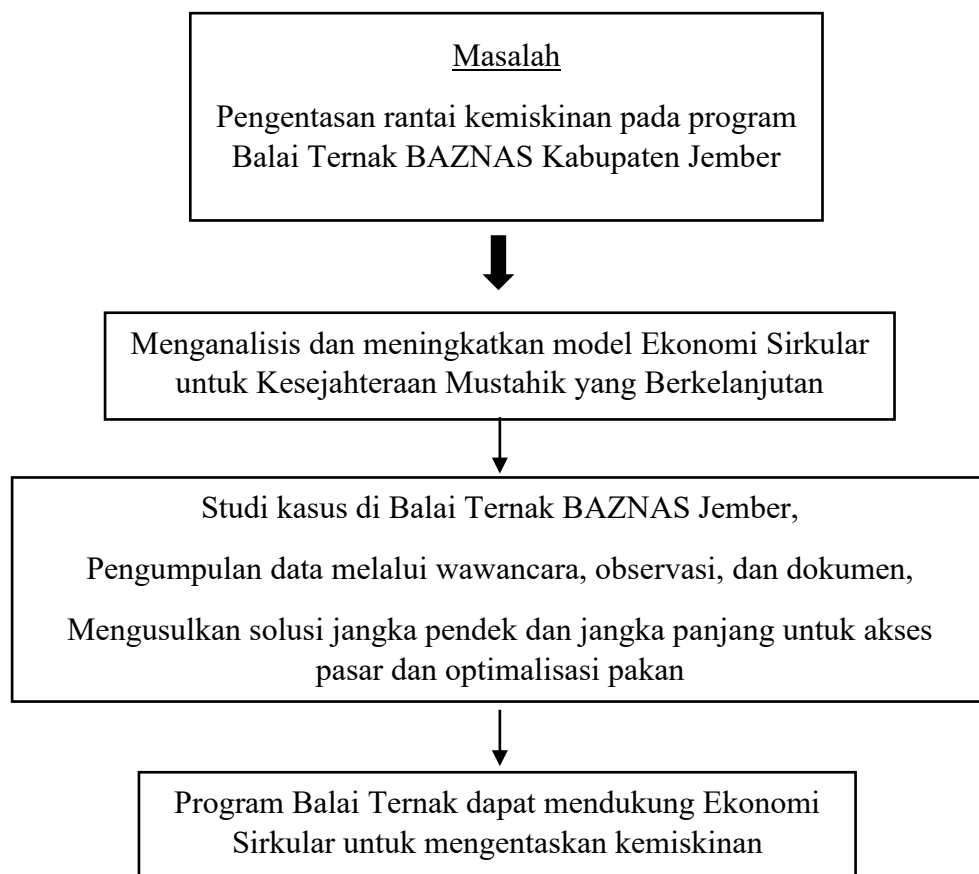 Masalah
Pengentasan rantai kemiskinan pada program
Balai Ternak BAZNAS Kabupaten Jember
Menganalisis dan meningkatkan model Ekonomi Sirkular
untuk Kesejahteraan Mustahik yang Berkelanjutan
Studi kasus di Balai Ternak BAZNAS Jember,
Pengumpulan data melalui wawancara, observasi, dan dokumen,
Mengusulkan solusi jangka pendek dan jangka panjang untuk akses
pasar dan optimalisasi pakan
Program Balai Ternak dapat mendukung Ekonomi
Sirkular untuk mengentaskan kemiskinan